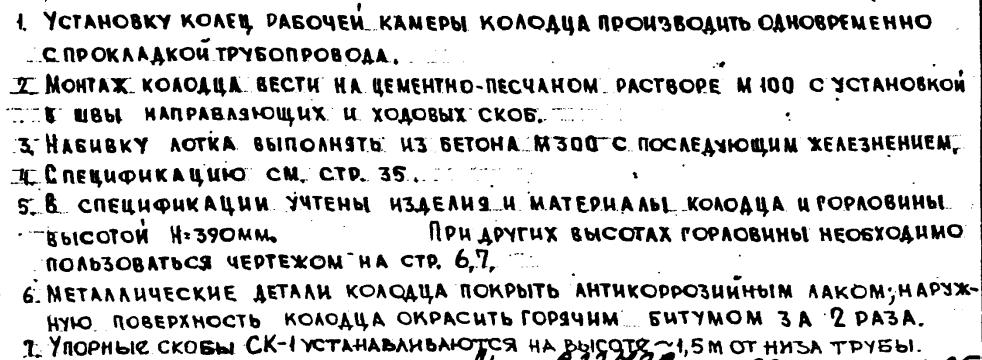 1. Установку колец рабочей камеры колодца производить одновременно
с прокладкой трубопровода.
2. Монтаж колодца вести на цементно-песчаном растворе М 100 с установкой
в швы направляющих и ходовых скоб.
3. Набивку лотка выполнять из бетона М300 с последующим железнением.
4. Спецификацию см. стр. 35.
5. В спецификации учтены изделия и материалы колодца и горловины
высотой Н=390мм. При других высотах горловины необходимо
пользоваться чертежом на стр. 6,7.
6. Металлические детали колодца покрыть антикоррозийным лаком; наруж-
ную поверхность колодца окрасить горячим битумом за 2 раза.
7. Упорные скобы СК-1 устанавливаются на высоте ~1,5м от низа трубы.